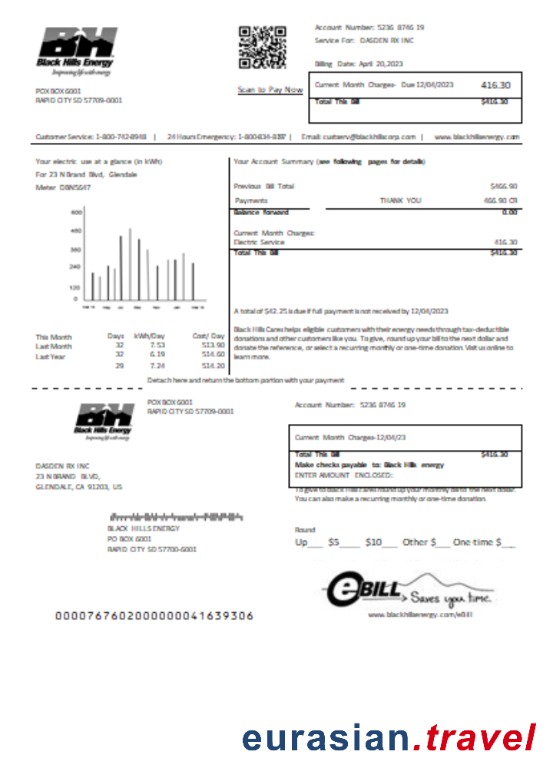 Black Hills Energy
Improving life with energy
Account Number: 5236 8746 19
Service For: DASDEN RX INC
Billing Date: April 20,2023
Current Month Charges- Due 12/04/2023 416.30
Total This Bill $416.30
Scan to Pay Now
POX BOX 6001
RAPID CITY SD 57709-0001
Customer Service: 1-800-742-8948 | 24 Hours Emergency: 1-800-834- | Email: custserv@blackhillscorp.com | www.blackhillsenergy.com
Your electric use at a glance (in kWh)
For 23 N Brand Blvd, Glendale
Meter DBN5647
600
480
360
240
120
0
This Month
Last Month
Last Year
Days kWh/Day Cost/ Day
32 7.53 $13.90
32 6.19 $14.60
29 7.24 $14.20
Your Account Summary (see following pages for details)
Previous Bill Total $466.90
Payments THANK YOU 466.90 CR
Balance forward 0.00
Current Month Charges:
Electric Service 416.30
Total This Bill $416.30
A total of $42.25 is due if full payment is not received by 12/04/2023
Black Hills Cares helps eligible customers with their energy needs through tax-deductible
donations and other customers like you. To give, round up your bill to the next dollar and
donate the reference, or select a recurring monthly or one-time donation. Visit us online to
learn more.
Detach here and return the bottom portion with your payment
Black Hills Energy
Improving life with energy
POX BOX 6001
RAPID CITY SD 57709-0001
Account Number: 5236 8746 19
Current Month Charges-12/04/23
Total This Bill $416.30
Make checks payable to: Black Hills energy
ENTER AMOUNT ENCLOSED:
To give to Black Hills Cares round up your monthly bill to the next dollar.
You can also make a recurring monthly or one-time donation.
DASDEN RX INC
23 N BRAND BLVD,
GLENDALE, CA 91203, US
BLACK HILLS ENERGY
PO BOX 6001
RAPID CITY SD 57700-6001
Round
Up___ $5____ $10___ Other $___ One time $___
eBILL Saves you time.
www.blackhillsenergy.com/eBill
0000767602000000041639306
eurasian.travel